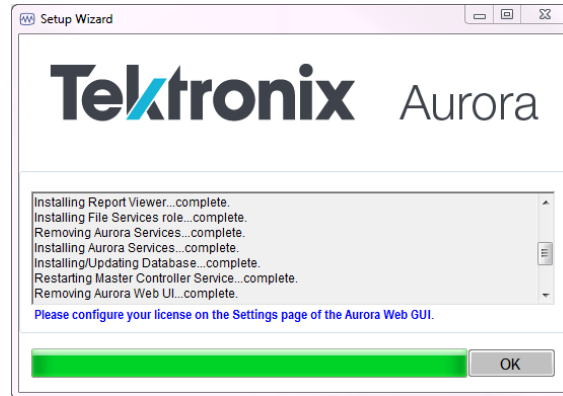 Setup Wizard
Tektronix Aurora
Installing Report Viewer...complete.
Installing File Services role...complete.
Removing Aurora Services...complete.
Installing Aurora Services...complete.
Installing/Updating Database...complete.
Restarting Master Controller Service...complete.
Removing Aurora Web UI...complete.
Please configure your license on the Settings page of the Aurora Web GUI.
OK